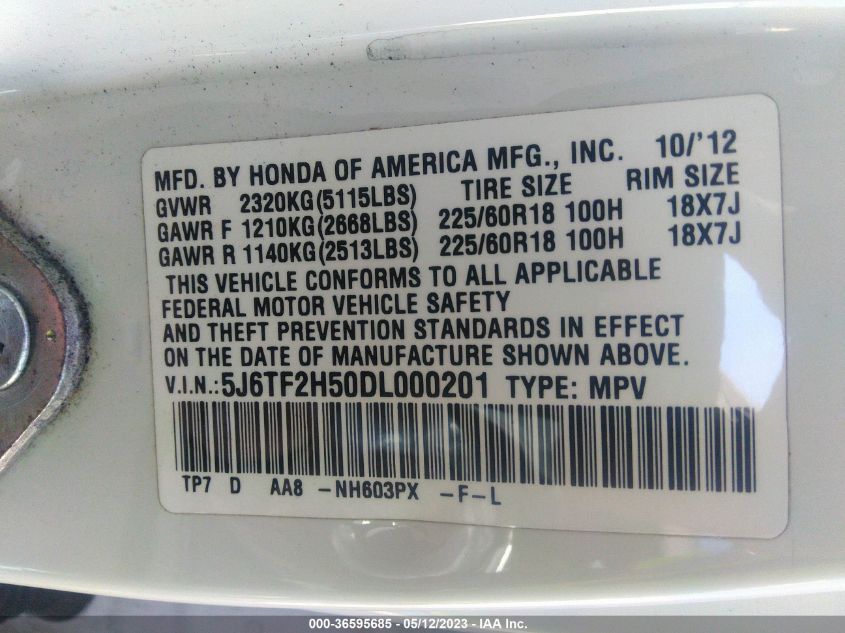 MFD. BY HONDA OF AMERICA MFG., INC. 10/'12
GVWR 2320KG(5115LBS) TIRE SIZE RIM SIZE
GAWR F 1210KG(2668LBS) 225/60R18 100H 18X7J
GAWR R 1140KG(2513LBS) 225/60R18 100H 18X7J
THIS VEHICLE CONFORMS TO ALL APPLICABLE
FEDERAL MOTOR VEHICLE SAFETY
AND THEFT PREVENTION STANDARDS IN EFFECT
ON THE DATE OF MANUFACTURE SHOWN ABOVE.
V.I.N.:5J6TF2H50DL000201 TYPE: MPV
TP7 D AA8 -NH603PX -F-L
000-36595685 - 05/12/2023 - IAA Inc.